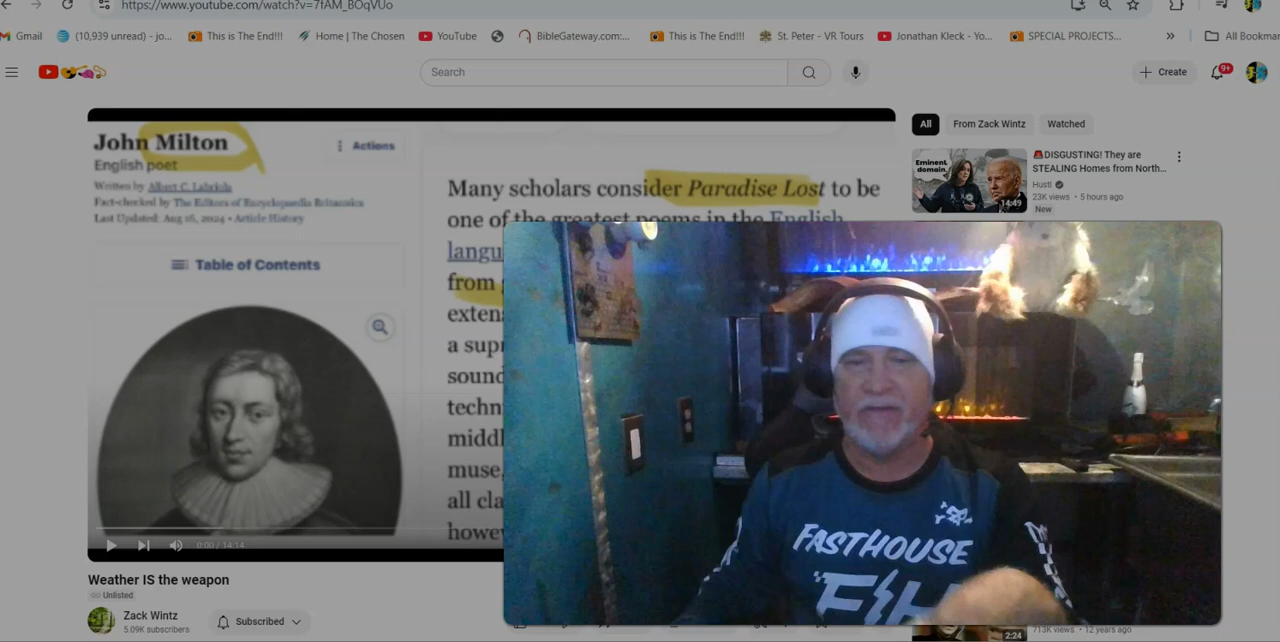 https://www.youtube.com/watch?v=7fAM_BOqVUo
Gmail
(10,939 unread) - jo...
This is The End!!!
Home | The Chosen
YouTube
BibleGateway.com:...
This is The End!!!
St. Peter - VR Tours
Jonathan Kleck - Yo...
SPECIAL PROJECTS...
»
All Bookmar
Search
Create
9+
John Milton
English poet
Written by Albert C. Labriola
Fact-checked by The Editors of Encyclopaedia Britannica
Last Updated: Aug 16, 2024 • Article History
Actions
Table of Contents
Many scholars consider Paradise Lost to be
one of the greatest poems in the English
langu
from
exten
a sup
sound
techn
middl
muse,
all cla
howev
0:00 / 14:14
Weather IS the weapon
Unlisted
Zack Wintz
5.09K subscribers
Subscribed
All
From Zack Wintz
Watched
Eminent
domain
14:49
DISGUSTING! They are
STEALING Homes from North...
Hustl
23K views • 5 hours ago
New
FASTHOUSE
FH
2:24
713K views • 12 years ago